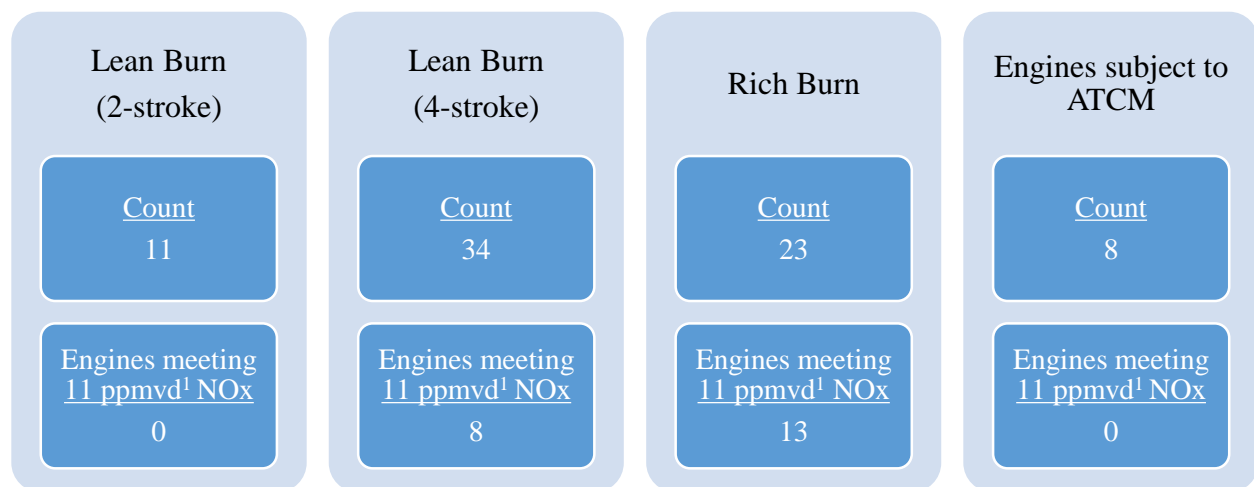 Lean Burn
(2-stroke)
Count
11
Engines meeting
11 ppmvd¹ NOx
0
Lean Burn
(4-stroke)
Count
34
Engines meeting
11 ppmvd¹ NOx
8
Rich Burn
Count
23
Engines meeting
11 ppmvd¹ NOx
13
Engines subject to
ATCM
Count
8
Engines meeting
11 ppmvd¹ NOx
0